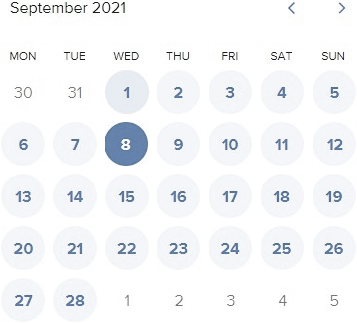 September 2021
MON TUE WED THU FRI SAT SUN
30 31 1 2 3 4 5
6 7 8 9 10 11 12
13 14 15 16 17 18 19
20 21 22 23 24 25 26
27 28 1 2 3 4 5